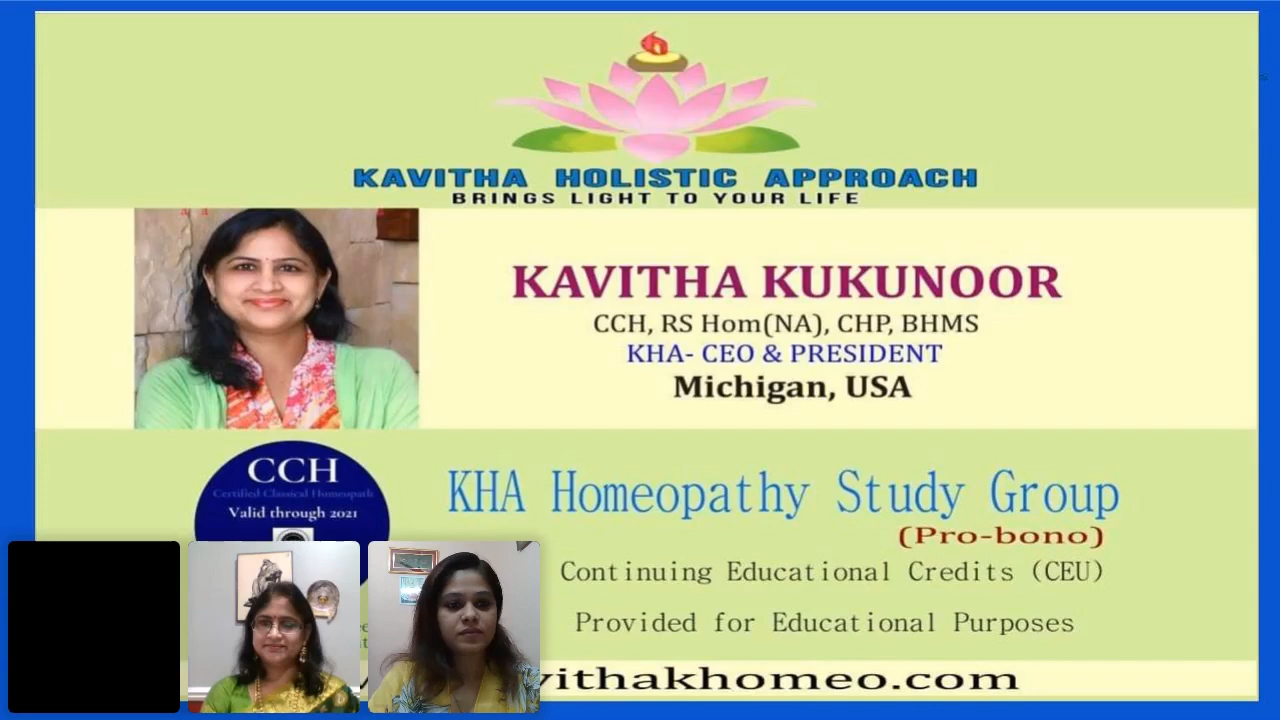 KAVITHA HOLISTIC APPROACH
BRINGS LIGHT TO YOUR LIFE
KAVITHA KUKUNOOR
CCH, RS Hom(NA), CHP, BHMS
KHA- CEO & PRESIDENT
Michigan, USA
CCH
Certified Classical Homeopath
Valid through 2021
KHA Homeopathy Study Group
(Pro-bono)
Continuing Educational Credits (CEU)
Provided for Educational Purposes
vithakhomeo.com